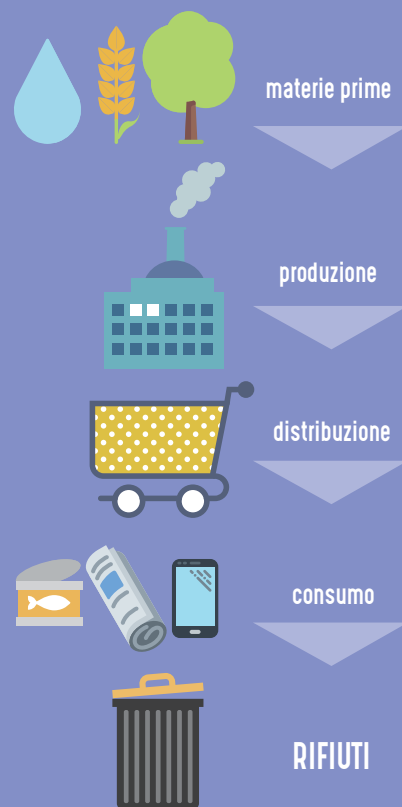 materie prime
produzione
distribuzione
consumo
RIFIUTI